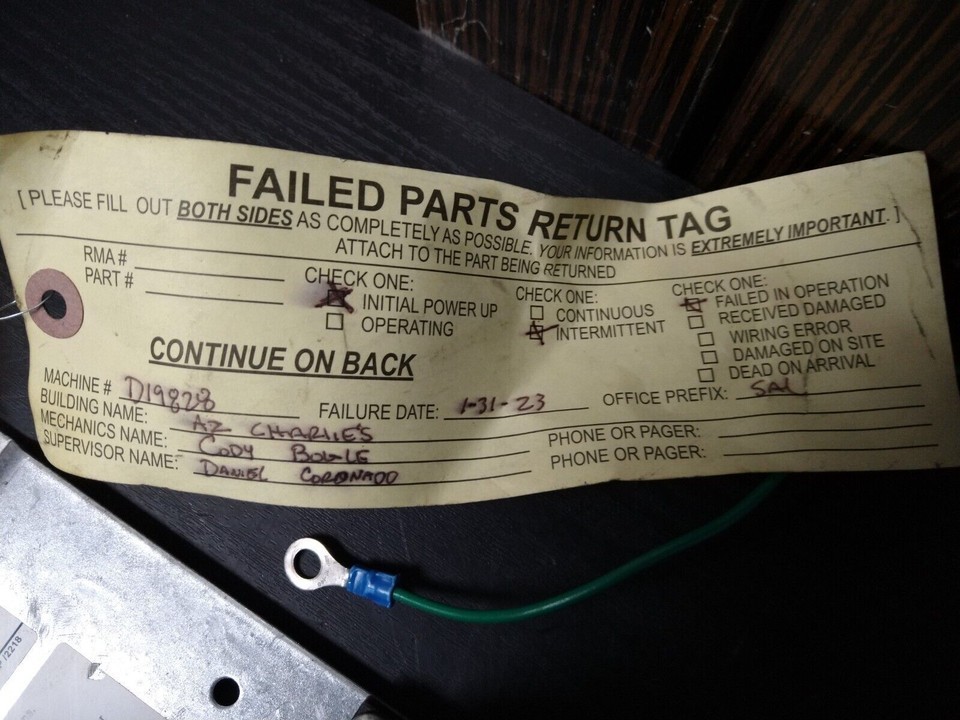 FAILED PARTS RETURN TAG
[ PLEASE FILL OUT BOTH SIDES AS COMPLETELY AS POSSIBLE. YOUR INFORMATION IS EXTREMELY IMPORTANT. ]
ATTACH TO THE PART BEING RETURNED
RMA #
PART #
CHECK ONE:
INITIAL POWER UP
OPERATING
CHECK ONE:
CONTINUOUS
INTERMITTENT
CHECK ONE:
FAILED IN OPERATION
RECEIVED DAMAGED
WIRING ERROR
DAMAGED ON SITE
DEAD ON ARRIVAL
CONTINUE ON BACK
MACHINE # D19828 FAILURE DATE: 1-31-23 OFFICE PREFIX: SAL
BUILDING NAME: AZ CHARLIE'S
MECHANICS NAME: CODY BOGLE PHONE OR PAGER:
SUPERVISOR NAME: DANIEL CORONADO PHONE OR PAGER:
/2218